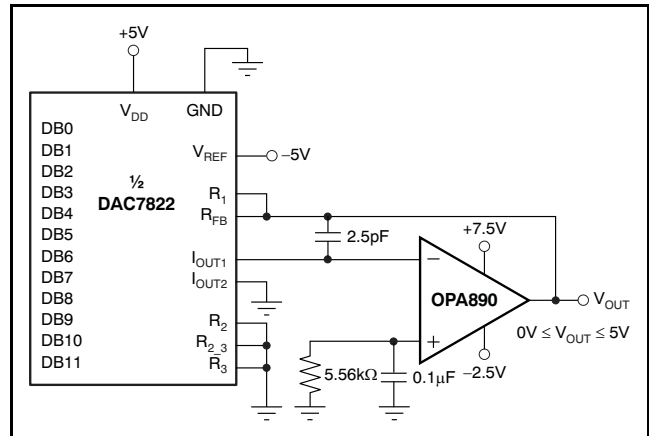 +5V
V_DD GND
DB0
DB1
DB2
DB3
DB4
DB5
DB6
DB7
DB8
DB9
DB10
DB11
½
DAC7822
V_REF
−5V
R_1
R_FB
I_OUT1
I_OUT2
R_2
R_2_3
R_3
2.5pF
+7.5V
−
OPA890
+
−2.5V
V_OUT
0V ≤ V_OUT ≤ 5V
5.56kΩ
0.1µF